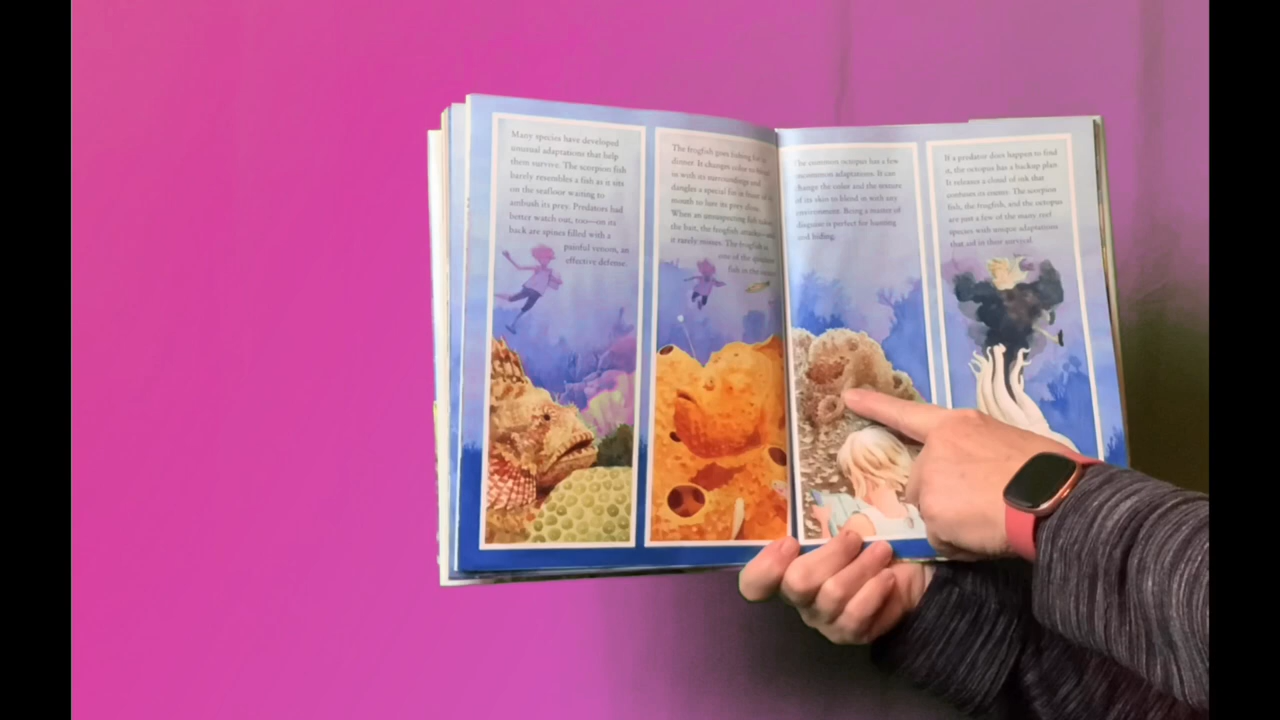 Many species have developed
unusual adaptations that help
them survive. The scorpion fish
barely resembles a fish as it sits
on the seafloor waiting to
ambush its prey. Predators had
better watch out, too—on its
back are spines filled with a
painful venom, an
effective defense.
The frogfish goes fishing for its
dinner. It changes color to blend
in with its surroundings and
dangles a special fin in front of its
mouth to lure its prey close.
When an unsuspecting fish takes
the bait, the frogfish attacks—and
it rarely misses. The frogfish is
one of the
fish in the
The common octopus has a few
uncommon adaptations. It can
change the color and the texture
of its skin to blend in with any
environment. Being a master of
disguise is perfect for hunting
and hiding.
If a predator does happen to find
it, the octopus has a backup plan.
It releases a cloud of ink that
confuses its enemy. The scorpion
fish, the frogfish, and the octopus
are just a few of the many reef
species with unique adaptations
that aid in their survival.